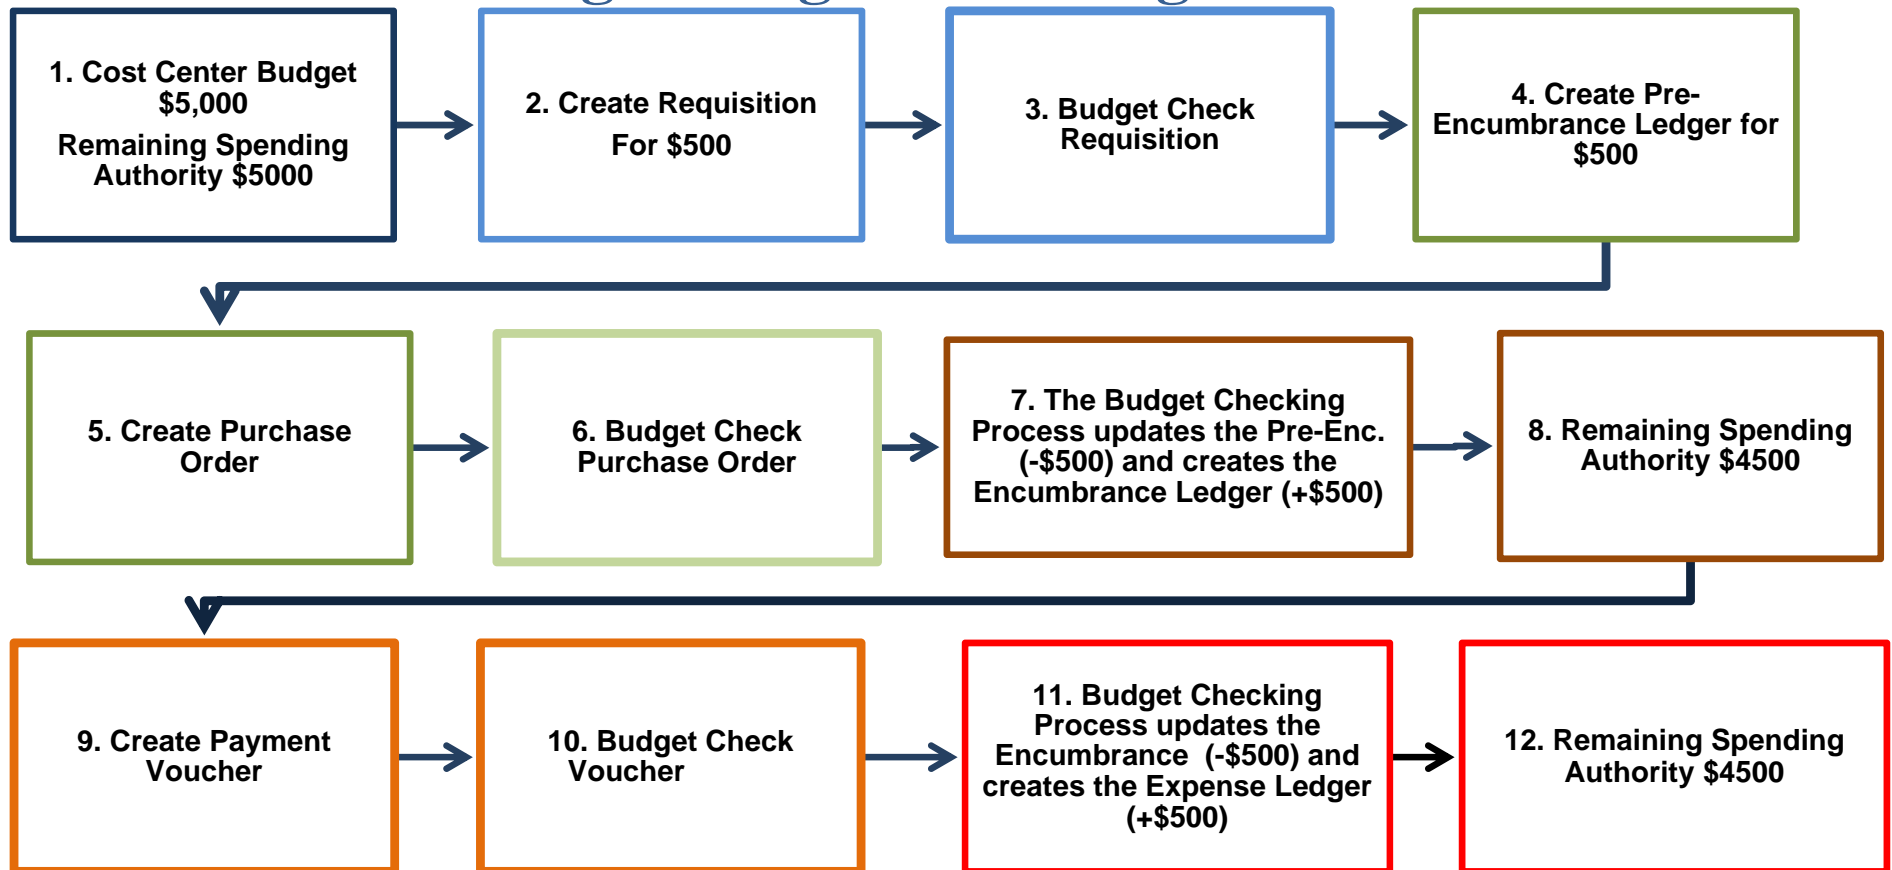 1. Cost Center Budget
$5,000
Remaining Spending
Authority $5000
2. Create Requisition
For $500
3. Budget Check
Requisition
4. Create Pre-
Encumbrance Ledger for
$500
5. Create Purchase
Order
6. Budget Check
Purchase Order
7. The Budget Checking
Process updates the Pre-Enc.
(-$500) and creates the
Encumbrance Ledger (+$500)
8. Remaining Spending
Authority $4500
9. Create Payment
Voucher
10. Budget Check
Voucher
11. Budget Checking
Process updates the
Encumbrance  (-$500) and
creates the Expense Ledger
(+$500)
12. Remaining Spending
Authority $4500